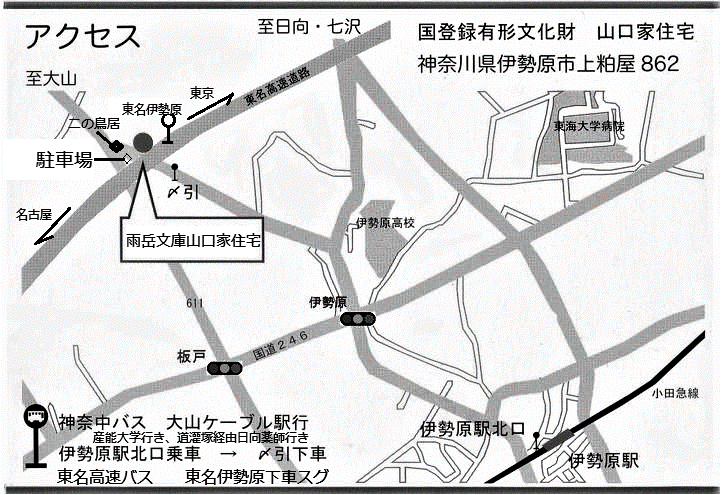 アクセス
至日向・七沢
国登録有形文化財　山口家住宅
神奈川県伊勢原市上粕屋862
至大山
東京
東名高速道路
東名伊勢原
二の鳥居
駐車場
〆引
東海大学病院
名古屋
雨岳文庫山口家住宅
伊勢原高校
611
伊勢原
国道246
板戸
小田急線
神奈中バス　大山ケーブル駅行
産能大学行き、道灌塚経由日向薬師行き
伊勢原駅北口乗車　→　〆引下車
東名高速バス　東名伊勢原下車スグ
伊勢原駅北口
伊勢原駅